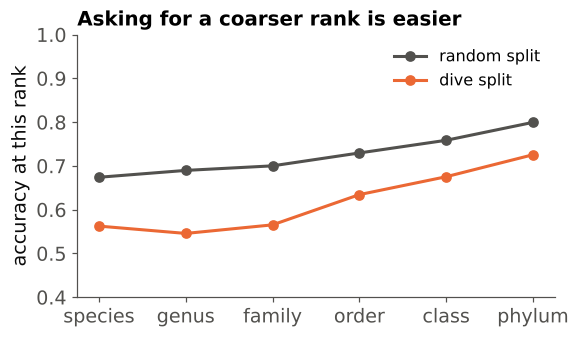 Asking for a coarser rank is easier
random split
dive split
accuracy at this rank
1.0
0.9
0.8
0.7
0.6
0.5
0.4
species genus family order class phylum